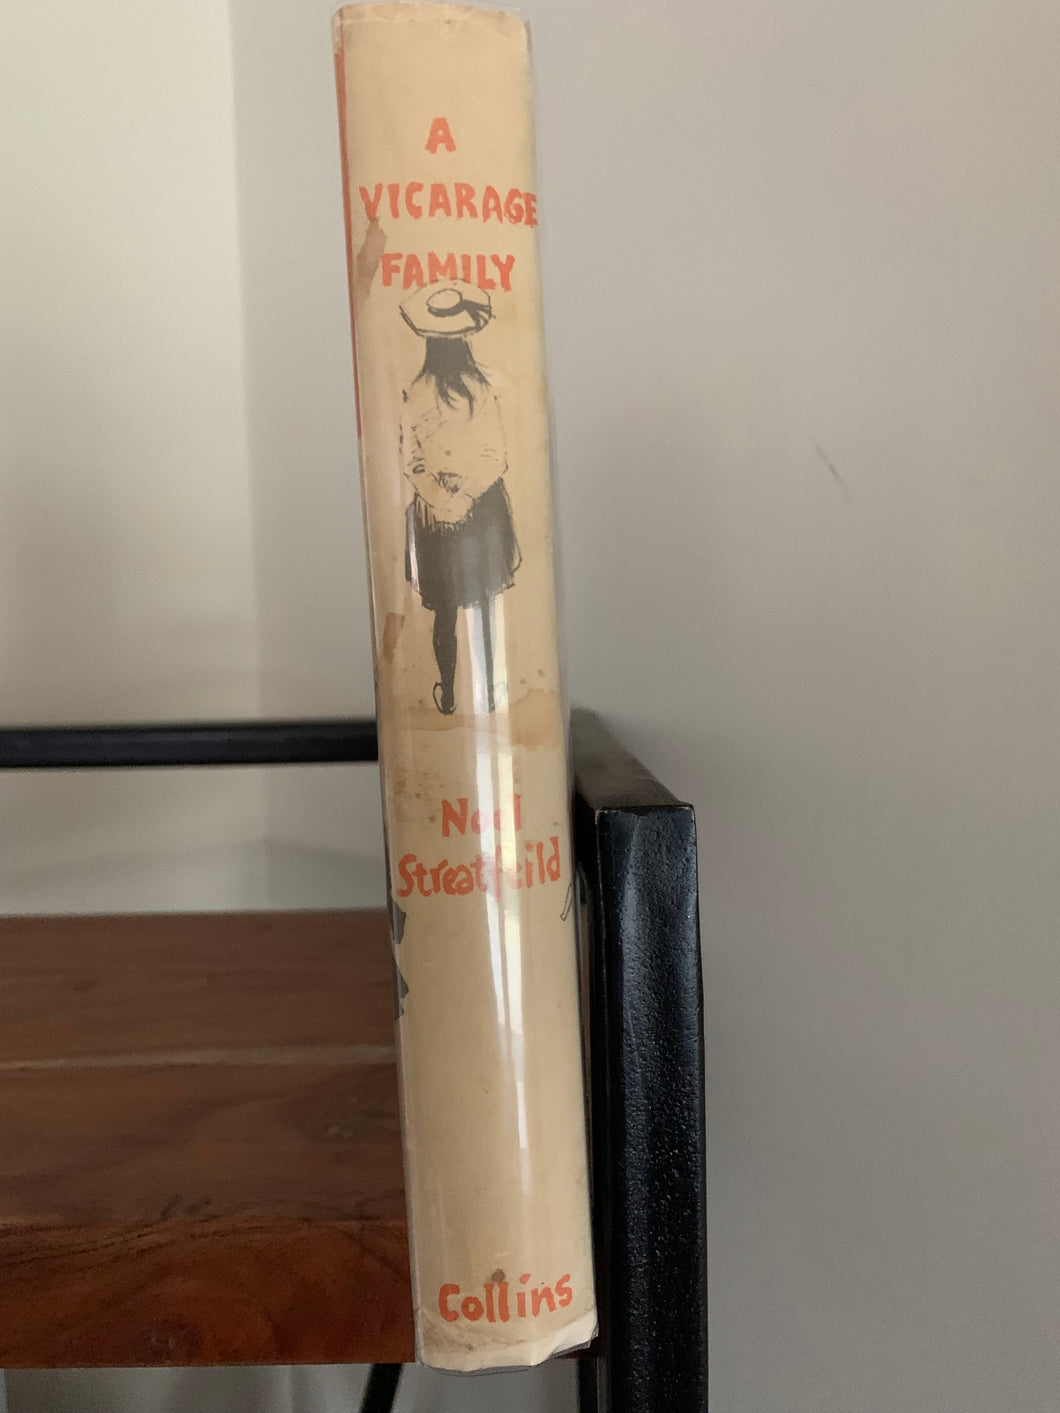 A
VICARAGE
FAMILY
Noel
Streatfeild
Collins